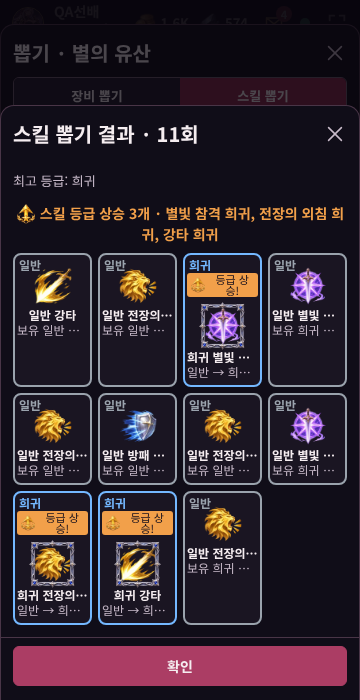 QA선배
1.6K
574
뽑기 · 별의 유산
장비 뽑기
스킬 뽑기
스킬 뽑기 결과 · 11회
최고 등급: 희귀
스킬 등급 상승 3개 · 별빛 참격 희귀, 전장의 외침 희
귀, 강타 희귀
일반
일반 강타
보유 일반 …
일반
일반 전장의…
보유 일반 …
희귀
등급 상
승!
희귀 별빛 …
일반 → 희…
일반
일반 별빛 …
보유 희귀 …
일반
일반 전장의…
보유 일반 …
일반
일반 방패 …
보유 일반 …
일반
일반 전장의…
보유 일반 …
일반
일반 별빛 …
보유 희귀 …
희귀
등급 상
승!
희귀 전장의…
일반 → 희…
희귀
등급 상
승!
희귀 강타
일반 → 희…
일반
일반 전장의…
보유 희귀 …
확인